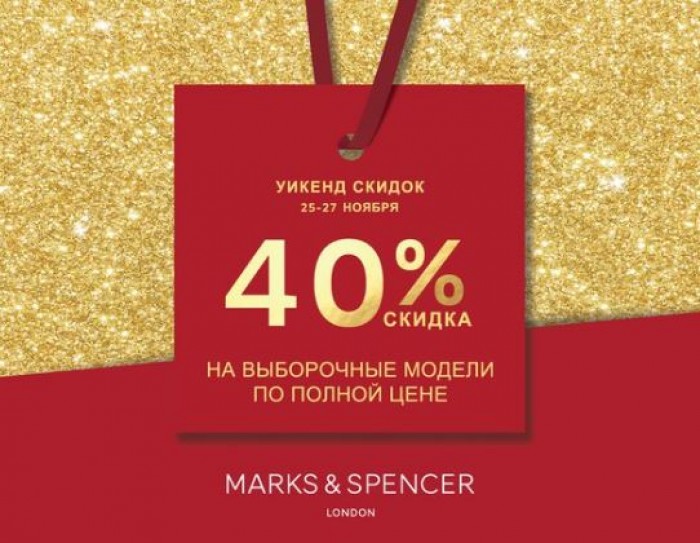 УИКЕНД СКИДОК
25-27 НОЯБРЯ
40%
СКИДКА
НА ВЫБОРОЧНЫЕ МОДЕЛИ
ПО ПОЛНОЙ ЦЕНЕ
MARKS & SPENCER
LONDON